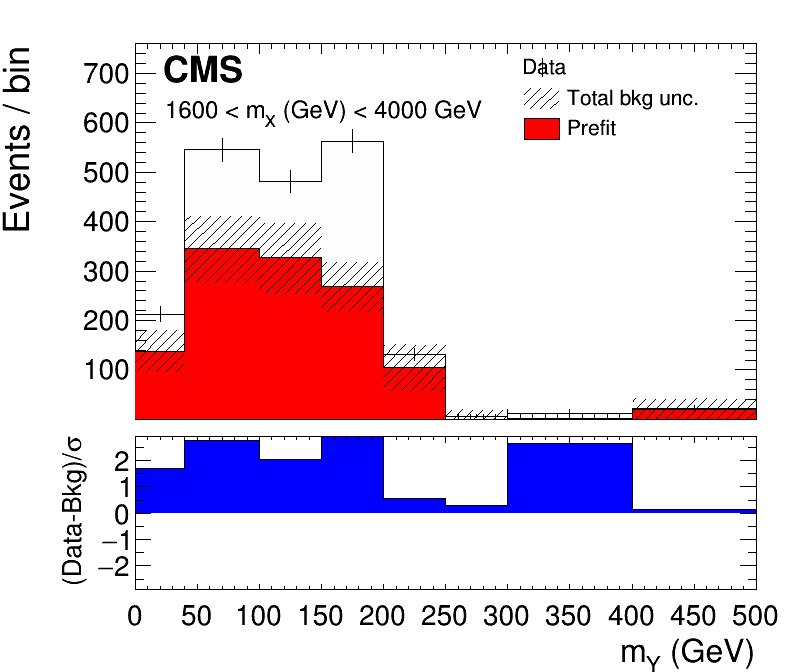 Events / bin
700
600
500
400
300
200
100
CMS
1600 < mX (GeV) < 4000 GeV
Data
Total bkg unc.
Prefit
(Data-Bkg)/σ
2
1
0
−1
−2
0 50 100 150 200 250 300 350 400 450 500
mY (GeV)